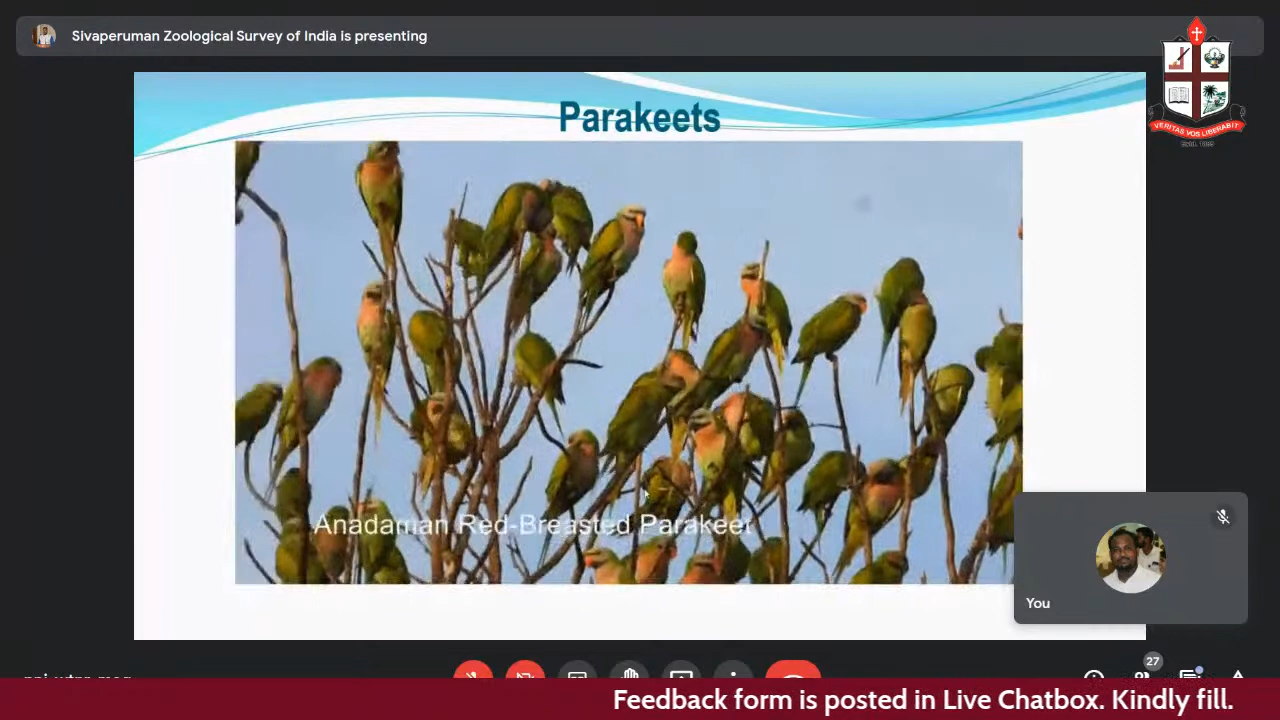 Sivaperuman Zoological Survey of India is presenting
VERITAS VOS LIBERABIT
Parakeets
Anadaman Red-Breasted Parakeet
You
27
Feedback form is posted in Live Chatbox. Kindly fill.